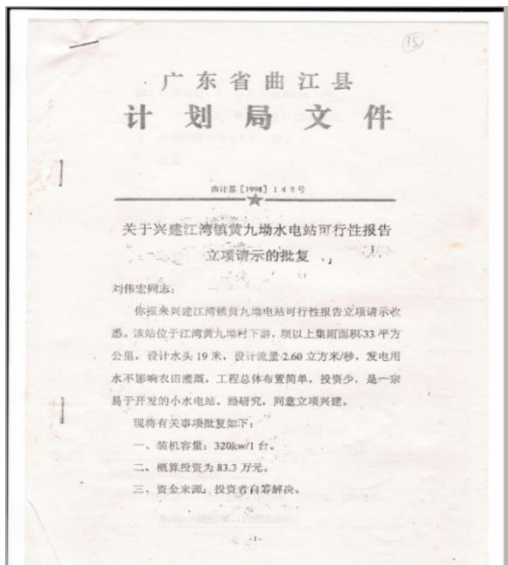 15
广东省曲江县
计划局文件
曲计基［1998］148号
关于兴建江湾镇黄九坳水电站可行性报告
立项请示的批复
刘伟宏同志：
你报来兴建江湾镇黄九坳电站可行性报告立项请示收
悉。该站位于江湾黄九坳村下游，坝以上集雨面积33平方
公里，设计水头19米，设计流量2.60立方米/秒，发电用
水不影响农田灌溉，工程总体布置简单，投资少，是一宗
易于开发的小水电站。经研究，同意立项兴建。
现将有关事项批复如下：
一、装机容量：320kw/1台。
二、概算投资为83.3万元。
三、资金来源：投资者自筹解决。
-1-